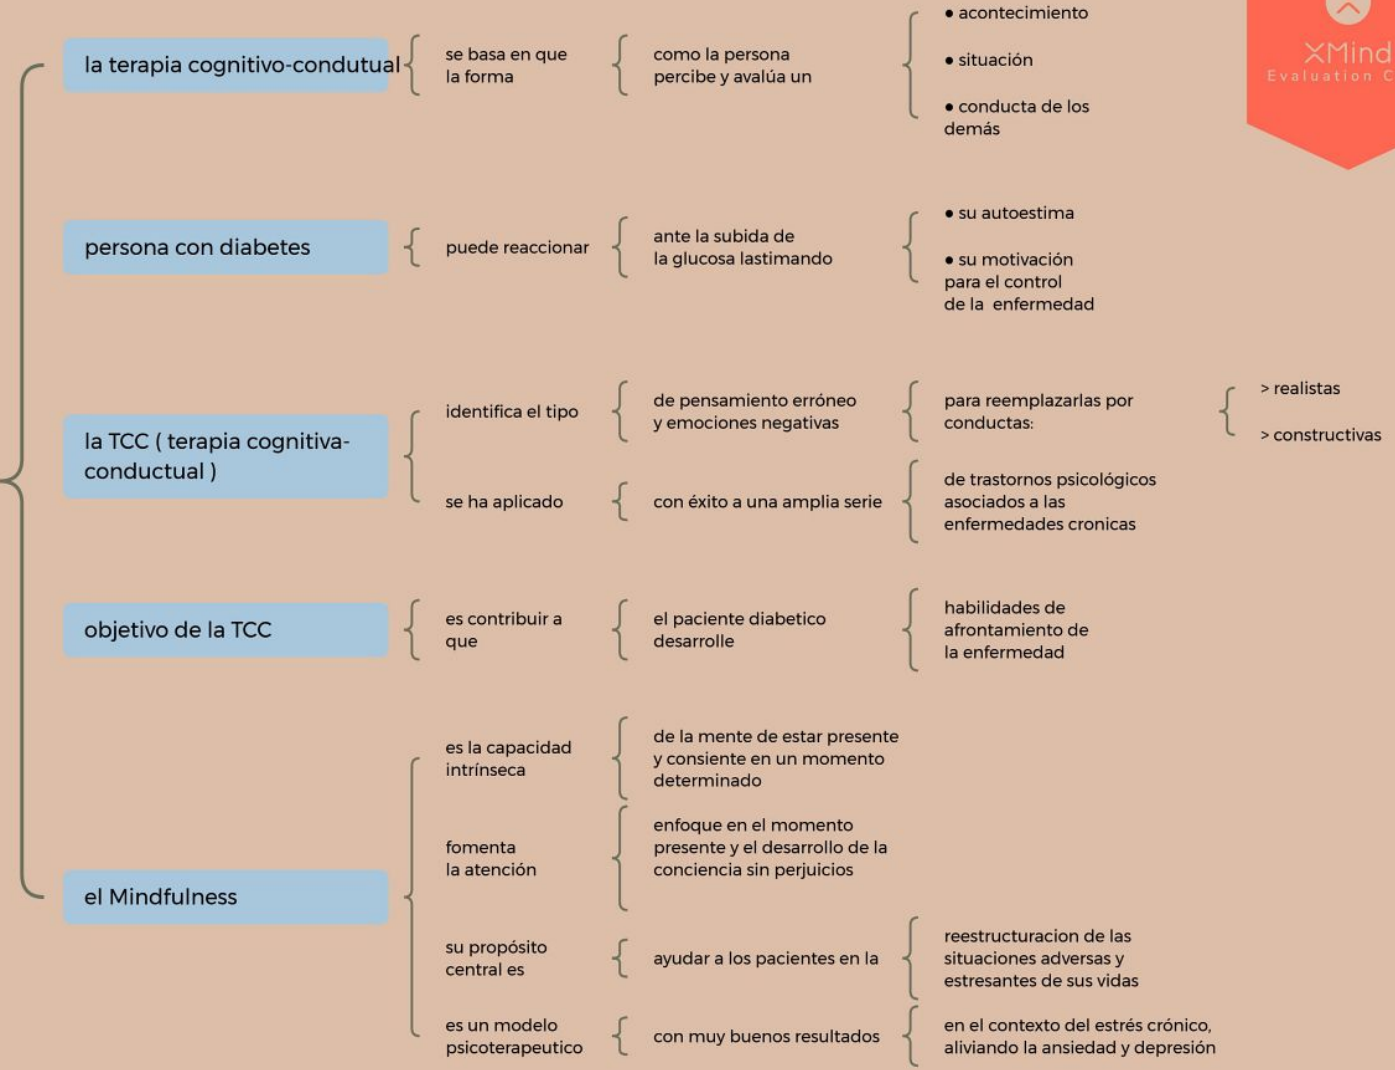 la terapia cognitivo-condutual
se basa en que
la forma
como la persona
percibe y avalúa un
● acontecimiento
● situación
● conducta de los
demás
XMind
Evaluation C
persona con diabetes
puede reaccionar
ante la subida de
la glucosa lastimando
● su autoestima
● su motivación
para el control
de la enfermedad
la TCC ( terapia cognitiva-
conductual )
identifica el tipo
de pensamiento erróneo
y emociones negativas
para reemplazarlas por
conductas:
> realistas
> constructivas
se ha aplicado
con éxito a una amplia serie
de trastornos psicológicos
asociados a las
enfermedades cronicas
objetivo de la TCC
es contribuir a
que
el paciente diabetico
desarrolle
habilidades de
afrontamiento de
la enfermedad
el Mindfulness
es la capacidad
intrínseca
de la mente de estar presente
y consiente en un momento
determinado
fomenta
la atención
enfoque en el momento
presente y el desarrollo de la
conciencia sin perjuicios
su propósito
central es
ayudar a los pacientes en la
reestructuracion de las
situaciones adversas y
estresantes de sus vidas
es un modelo
psicoterapeutico
con muy buenos resultados
en el contexto del estrés crónico,
aliviando la ansiedad y depresión